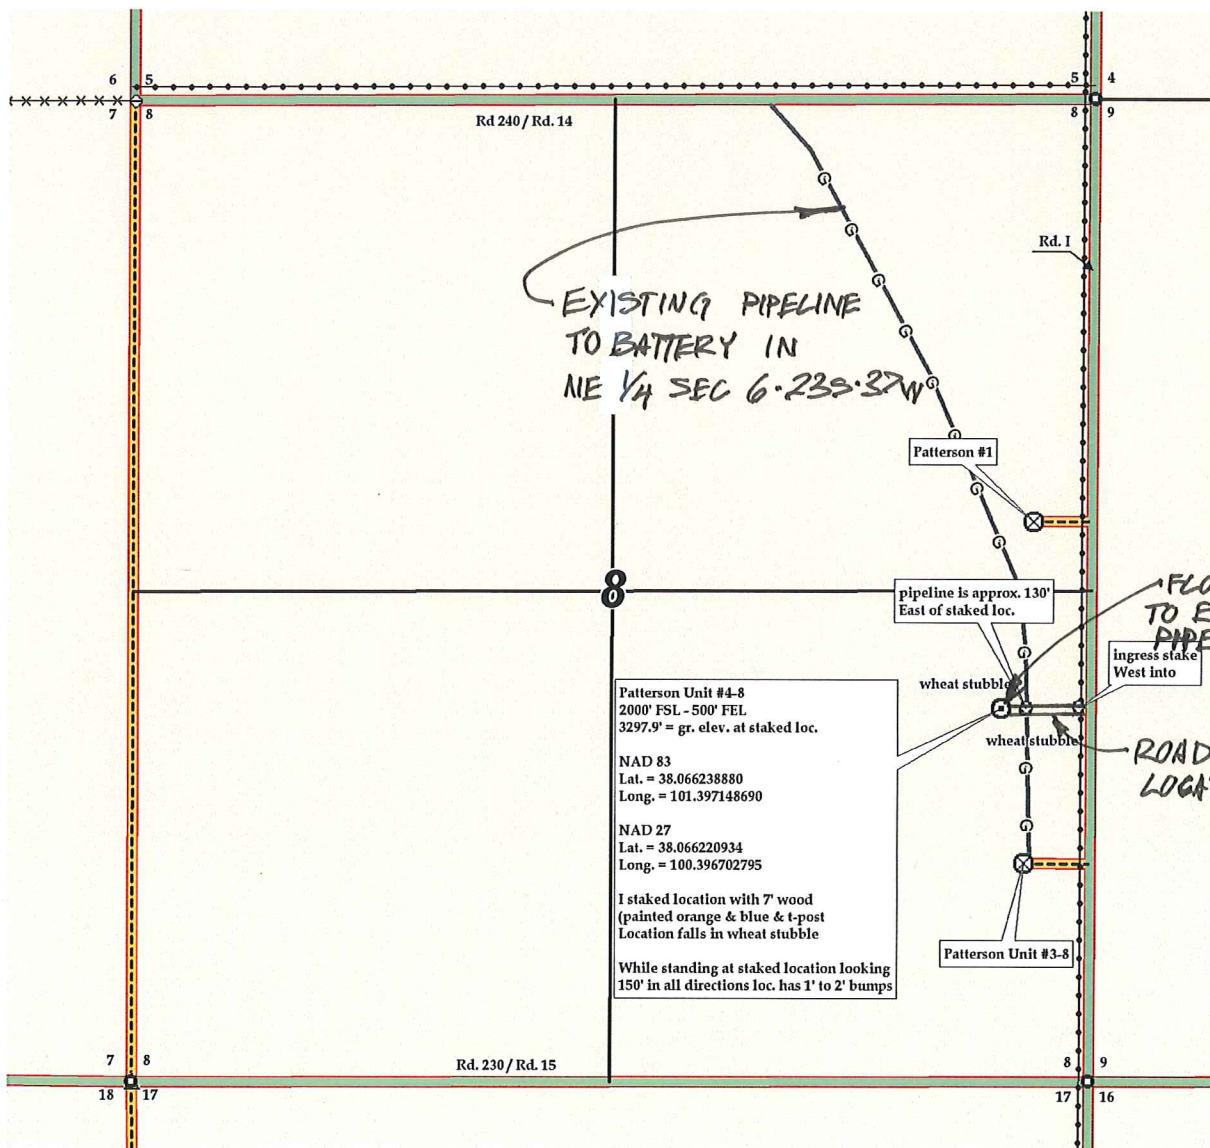 6 5
7 8
5 4
8 9
Rd 240 / Rd. 14
Rd. I
EXISTING PIPELINE
TO BATTERY IN
NE 1/4 SEC 6-23S-37W
Patterson #1
8
pipeline is approx. 130'
East of staked loc.
TO E
PIPE
ingress stake
West into
wheat stubble
wheat stubble
ROAD
LOCAT
Patterson Unit #4-8
2000' FSL - 500' FEL
3297.9' = gr. elev. at staked loc.
NAD 83
Lat. = 38.066238880
Long. = 101.397148690
NAD 27
Lat. = 38.066220934
Long. = 100.396702795
I staked location with 7' wood
(painted orange & blue & t-post
Location falls in wheat stubble
While standing at staked location looking
150' in all directions loc. has 1' to 2' bumps
G
G
G
G
G
G
G
G
G
G
G
Patterson Unit #3-8
Rd. 230 / Rd. 15
7 8
18 17
8 9
17 16